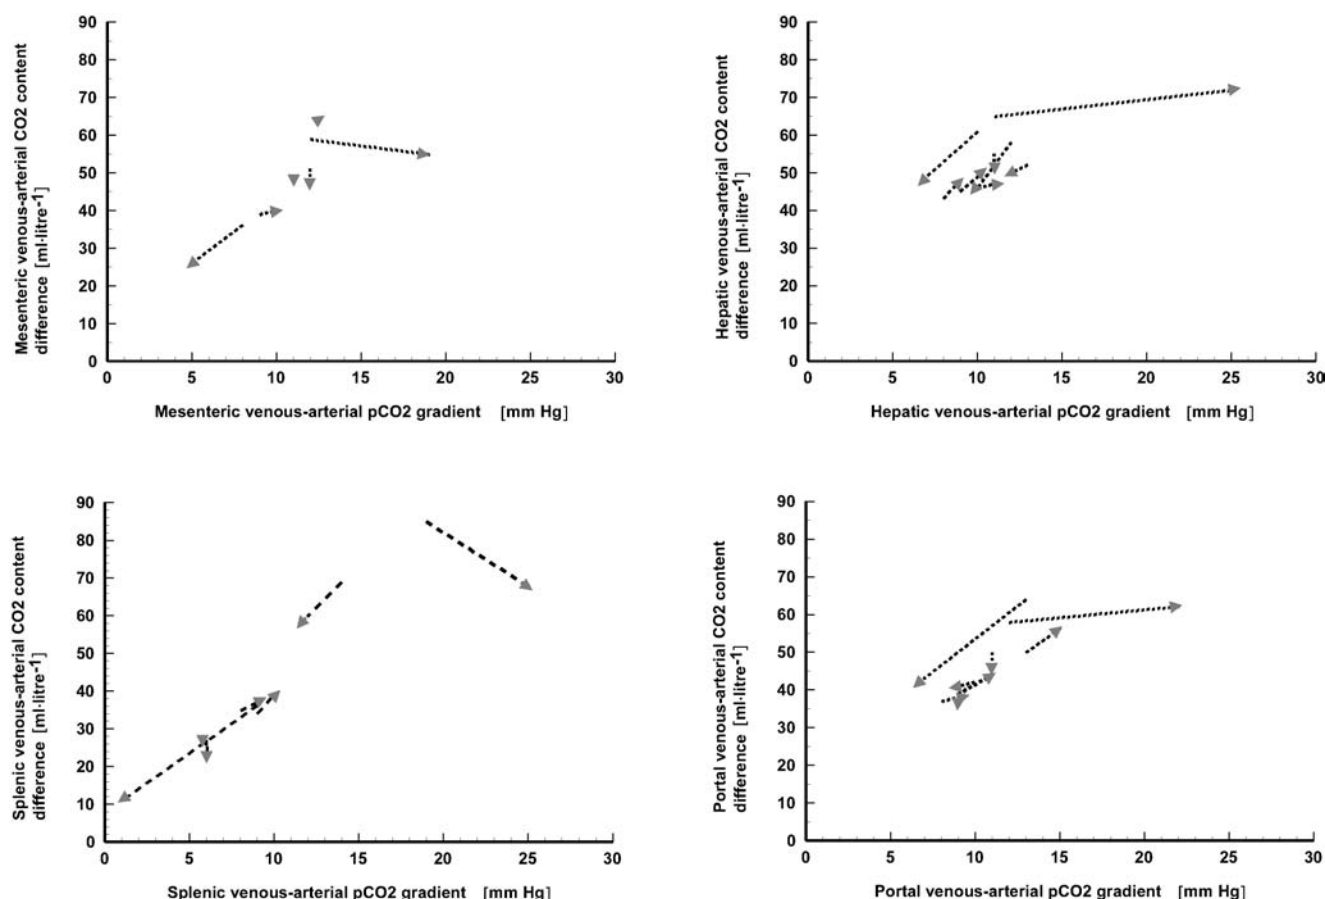 Mesenteric venous-arterial CO2 content
difference [ml·litre-1]
90
80
70
60
50
40
30
20
10
0
0 5 10 15 20 25 30
Mesenteric venous-arterial pCO2 gradient [mm Hg]
Hepatic venous-arterial CO2 content
difference [ml·litre-1]
90
80
70
60
50
40
30
20
10
0
0 5 10 15 20 25 30
Hepatic venous-arterial pCO2 gradient [mm Hg]
Splenic venous-arterial CO2 content
difference [ml·litre-1]
90
80
70
60
50
40
30
20
10
0
0 5 10 15 20 25 30
Splenic venous-arterial pCO2 gradient [mm Hg]
Portal venous-arterial CO2 content
difference [ml·litre-1]
90
80
70
60
50
40
30
20
10
0
0 5 10 15 20 25 30
Portal venous-arterial pCO2 gradient [mm Hg]